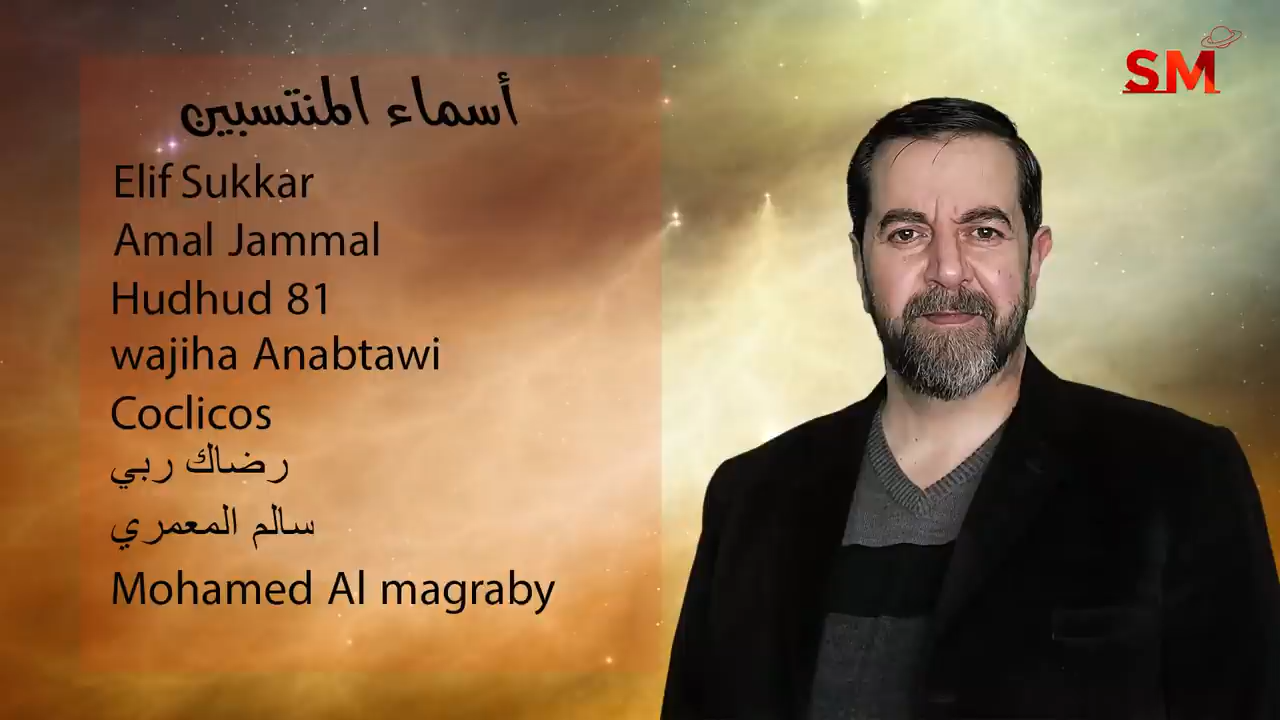 SM
أسماء المنتسبين
Elif Sukkar
Amal Jammal
Hudhud 81
wajiha Anabtawi
Coclicos
رضاك ربي
سالم المعمري
Mohamed Al magraby